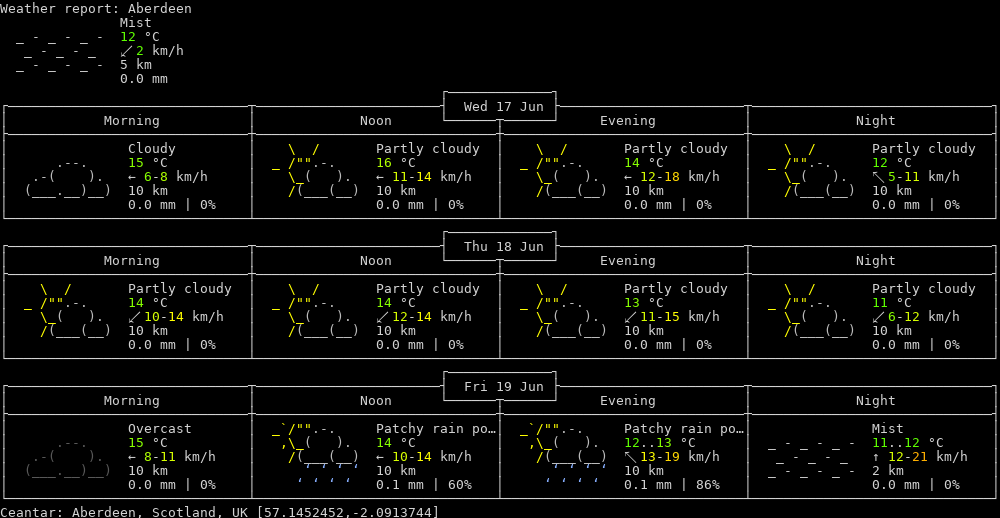 Weather report: Aberdeen
Mist
12 °C
↙ 2 km/h
5 km
0.0 mm
Wed 17 Jun
Morning Noon Evening Night
Cloudy Partly cloudy Partly cloudy Partly cloudy
15 °C 16 °C 14 °C 12 °C
← 6-8 km/h ← 11-14 km/h ← 12-18 km/h ↖ 5-11 km/h
10 km 10 km 10 km 10 km
0.0 mm | 0% 0.0 mm | 0% 0.0 mm | 0% 0.0 mm | 0%
Thu 18 Jun
Morning Noon Evening Night
Partly cloudy Partly cloudy Partly cloudy Partly cloudy
14 °C 14 °C 13 °C 11 °C
↙ 10-14 km/h ↙ 12-14 km/h ↙ 11-15 km/h ↙ 6-12 km/h
10 km 10 km 10 km 10 km
0.0 mm | 0% 0.0 mm | 0% 0.0 mm | 0% 0.0 mm | 0%
Fri 19 Jun
Morning Noon Evening Night
Overcast Patchy rain po… Patchy rain po… Mist
15 °C 14 °C 12..13 °C 11..12 °C
← 8-11 km/h ← 10-14 km/h ↖ 13-19 km/h ↑ 12-21 km/h
10 km 10 km 10 km 2 km
0.0 mm | 0% 0.1 mm | 60% 0.1 mm | 86% 0.0 mm | 0%
Ceantar: Aberdeen, Scotland, UK [57.1452452,-2.0913744]